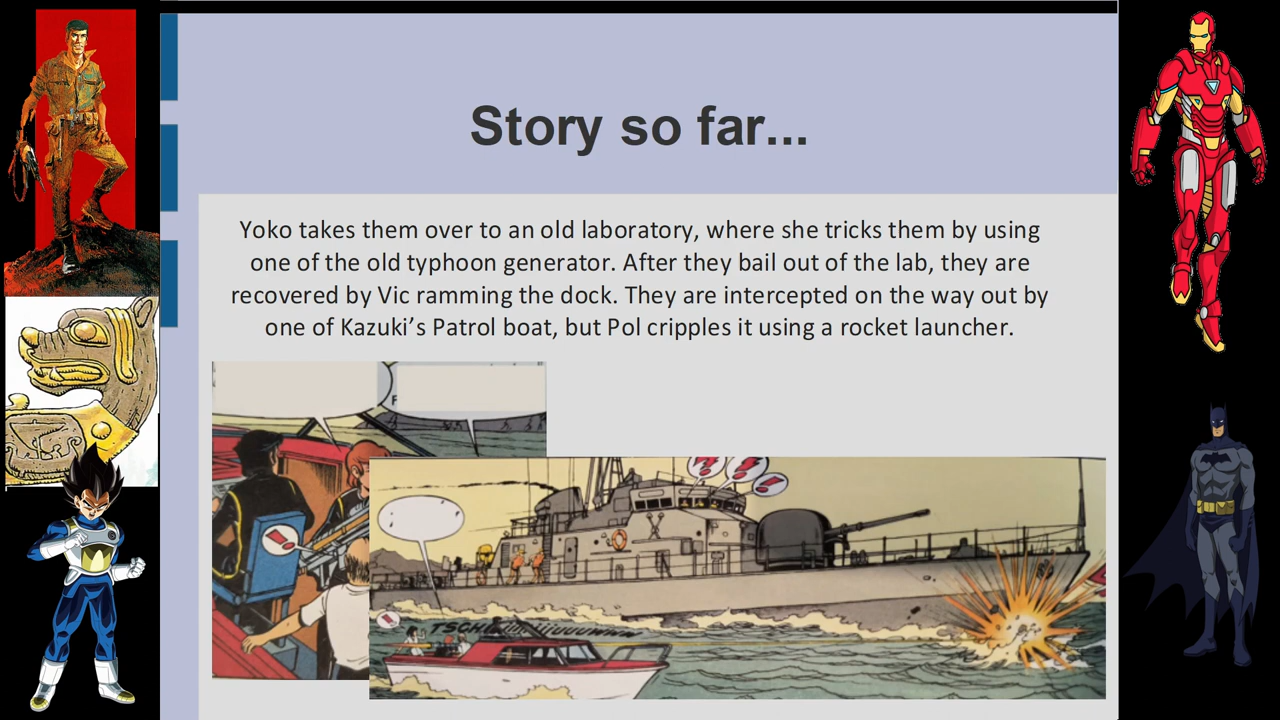 Story so far...
Yoko takes them over to an old laboratory, where she tricks them by using
one of the old typhoon generator. After they bail out of the lab, they are
recovered by Vic ramming the dock. They are intercepted on the way out by
one of Kazuki’s Patrol boat, but Pol cripples it using a rocket launcher.